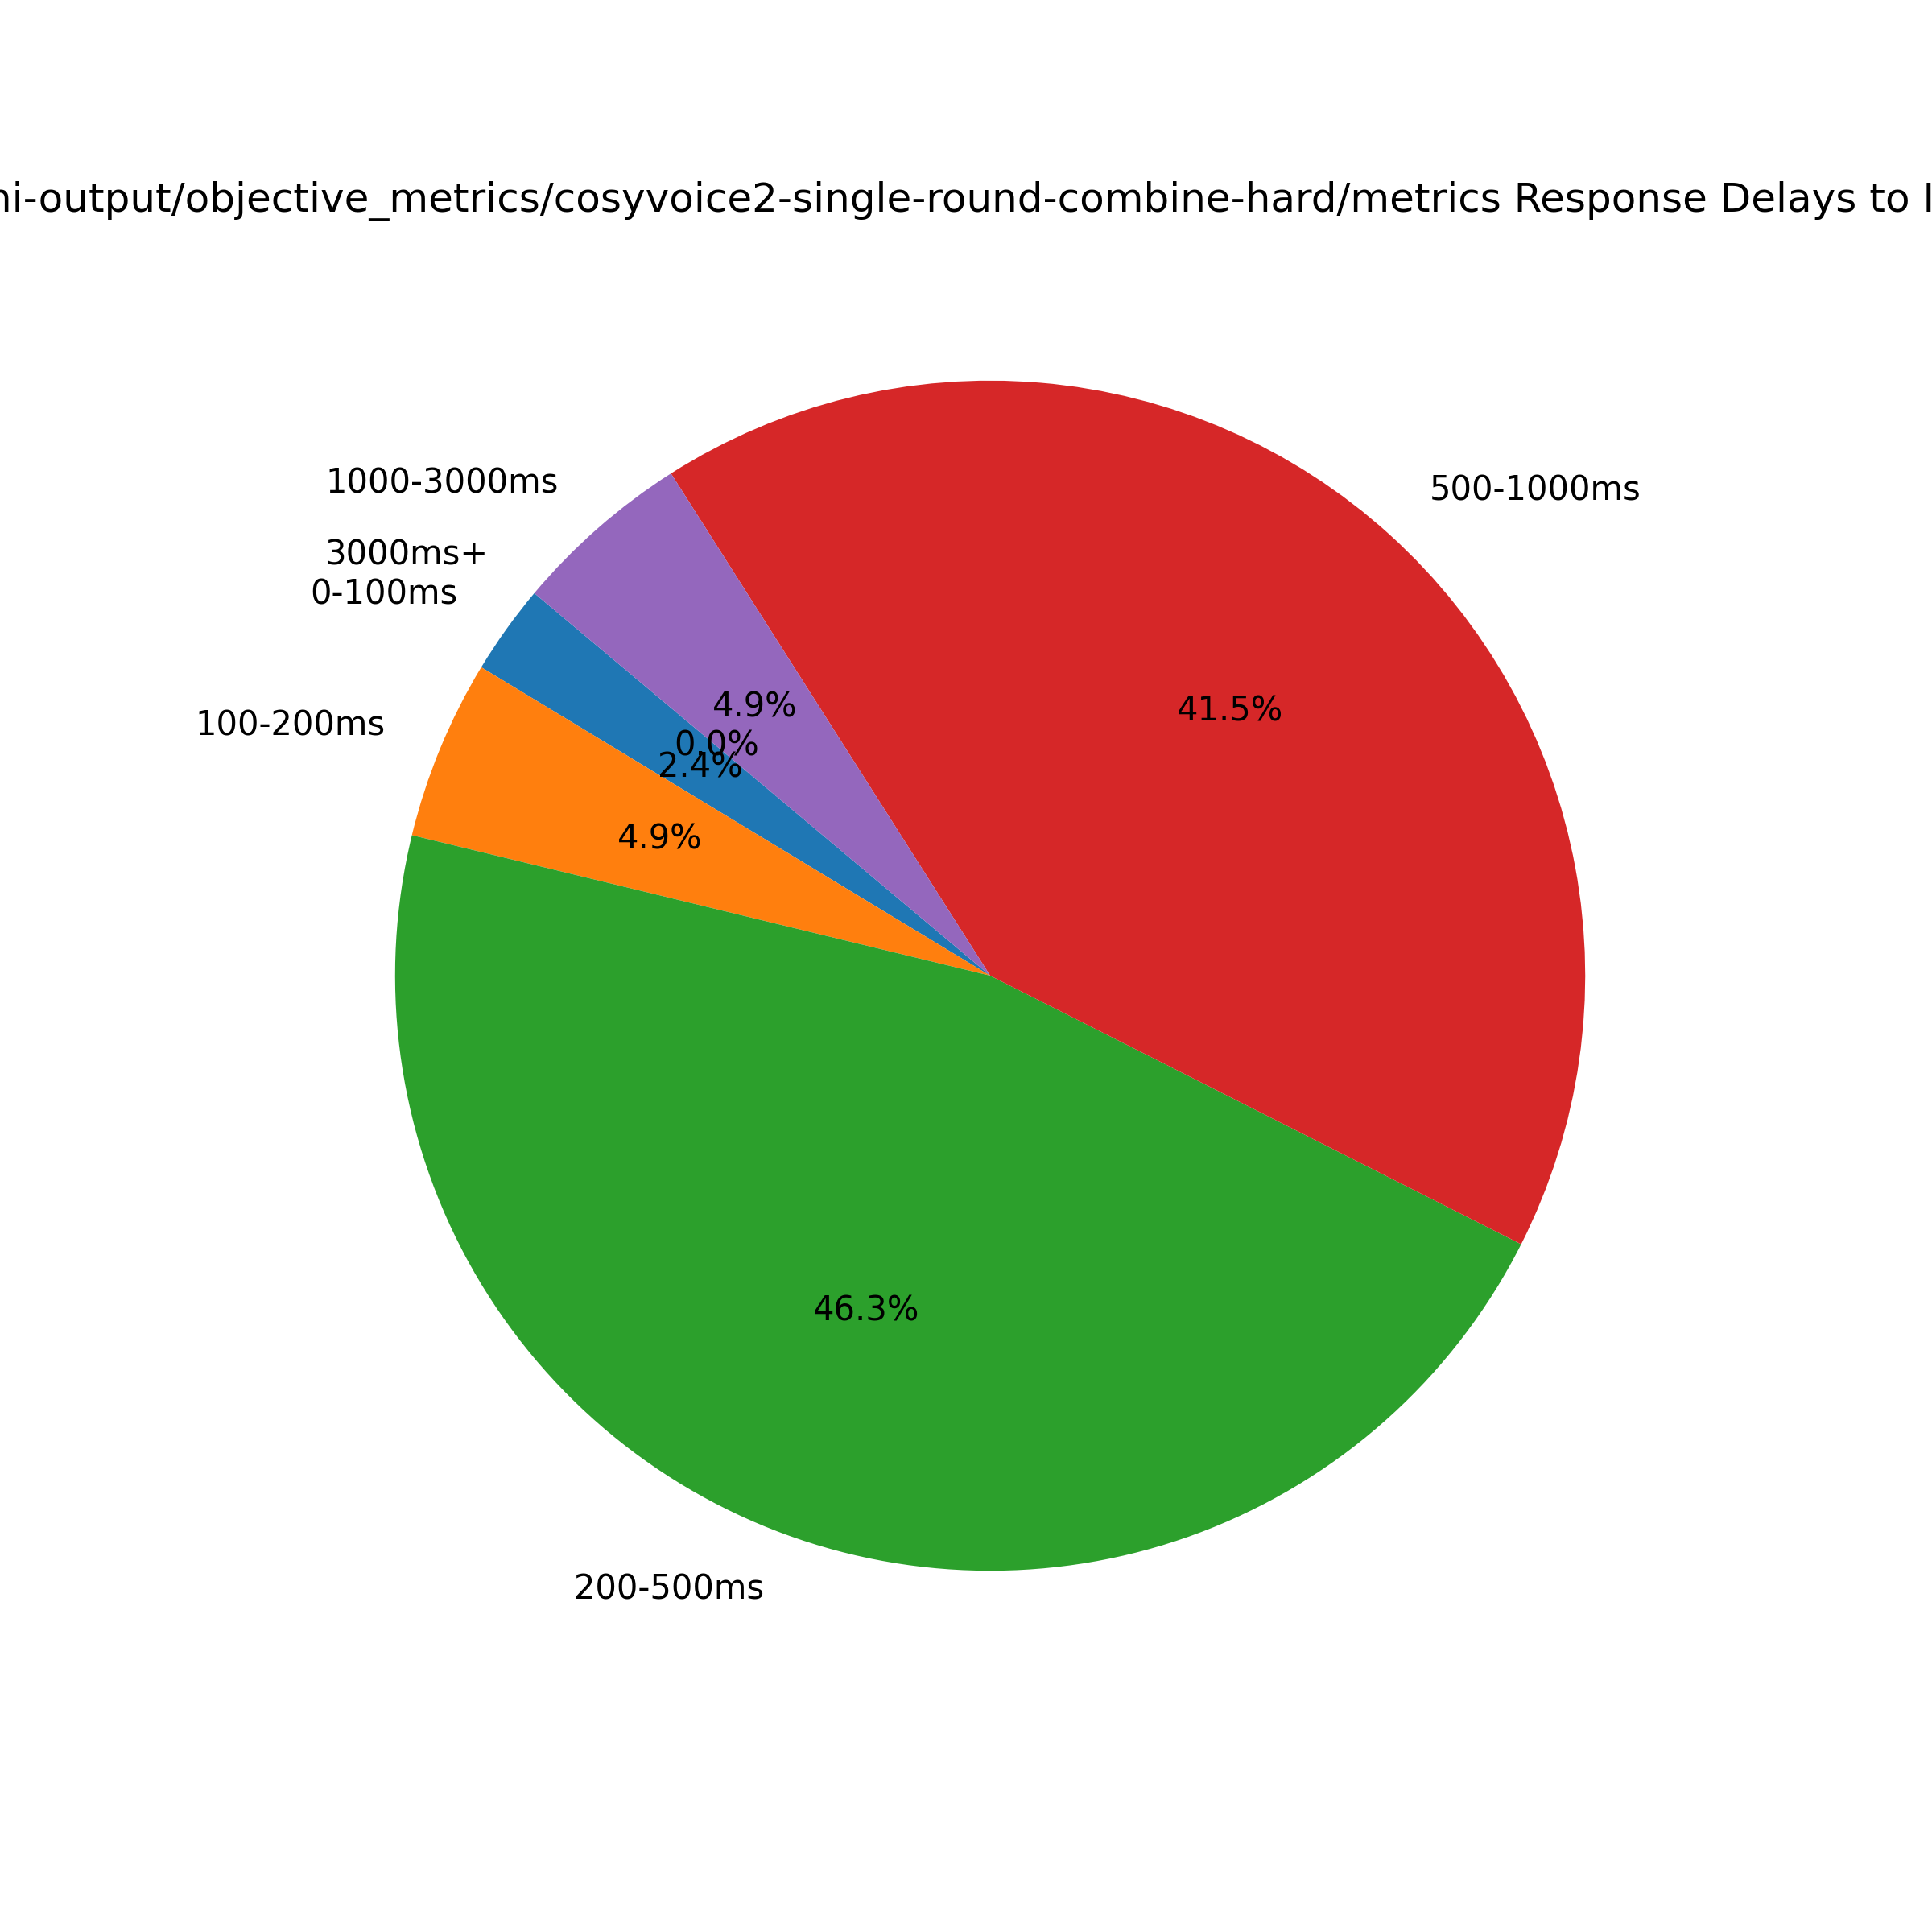 ni-output/objective_metrics/cosyvoice2-single-round-combine-hard/metrics Response Delays to
500-1000ms
1000-3000ms
3000ms+
0-100ms
100-200ms
200-500ms
41.5%
4.9%
0.0%
2.4%
4.9%
46.3%